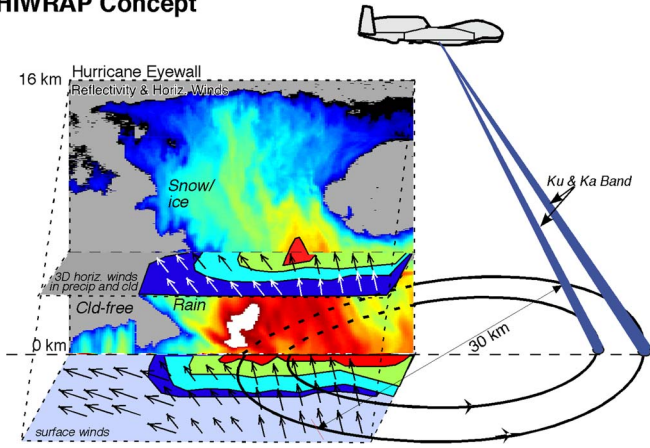 HIWRAP Concept
16 km
Hurricane Eyewall
Reflectivity & Horiz. Winds
Snow/
ice
Ku & Ka Band
3D horiz. winds
in precip and cld
Cld-free
Rain
0 km
30 km
surface winds